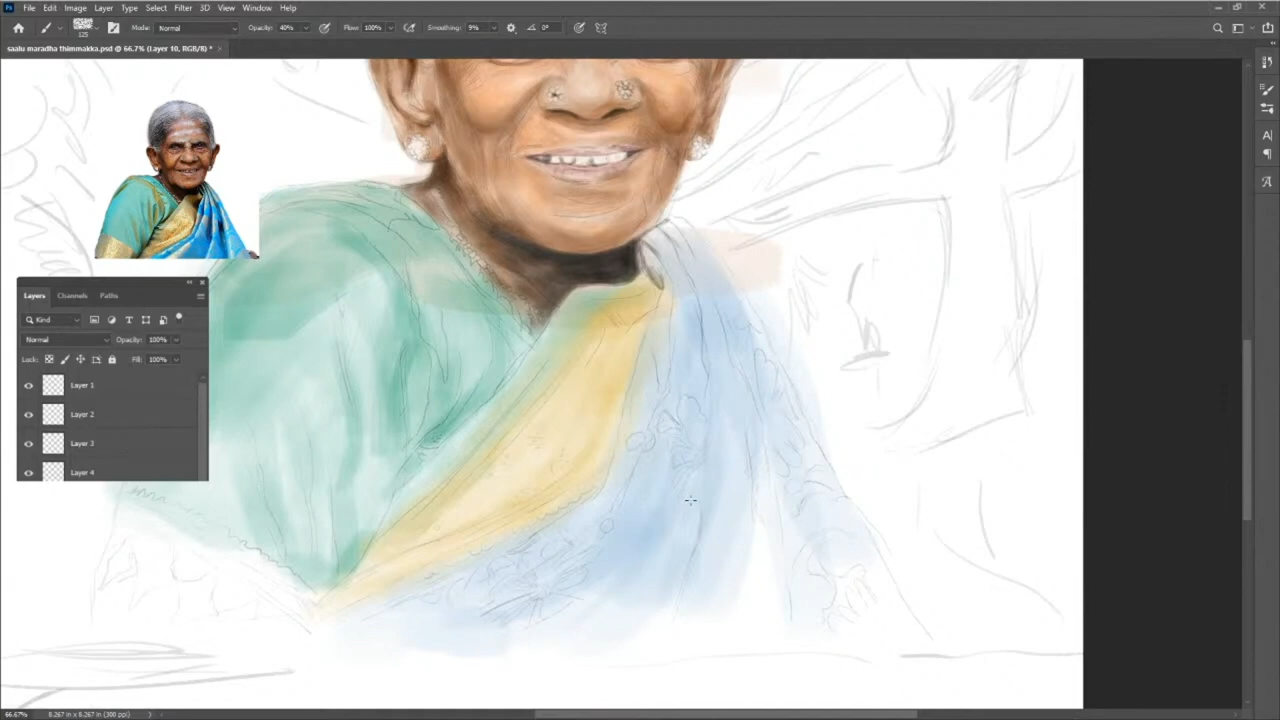 File Edit Image Layer Type Select Filter 3D View Window Help
125 Mode: Normal Opacity: 40% Flow: 100% Smoothing: 9% 0°
saalu maradha thimmakka.psd @ 66.7% (Layer 10, RGB/8) *
Layers Channels Paths
Kind
Normal Opacity: 100%
Lock: Fill: 100%
Layer 1
Layer 2
Layer 3
Layer 4
66.67% 8.267 in x 8.267 in (300 ppi)